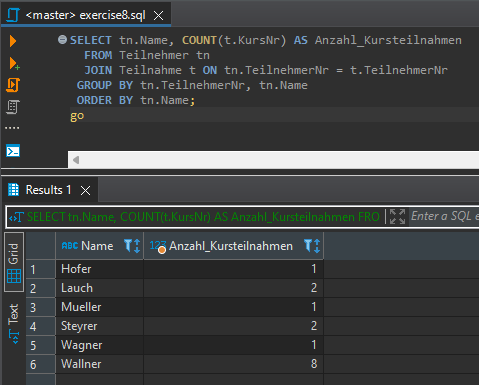 <master> exercise8.sql
SELECT tn.Name, COUNT(t.KursNr) AS Anzahl_Kursteilnahmen
FROM Teilnehmer tn
JOIN Teilnahme t ON tn.TeilnehmerNr = t.TeilnehmerNr
GROUP BY tn.TeilnehmerNr, tn.Name
ORDER BY tn.Name;
go
Results 1
SELECT tn.Name, COUNT(t.KursNr) AS Anzahl_Kursteilnahmen FRO
Enter a SQL e
Grid
Text
ABC Name 123 Anzahl_Kursteilnahmen
1 Hofer 1
2 Lauch 2
3 Mueller 1
4 Steyrer 2
5 Wagner 1
6 Wallner 8